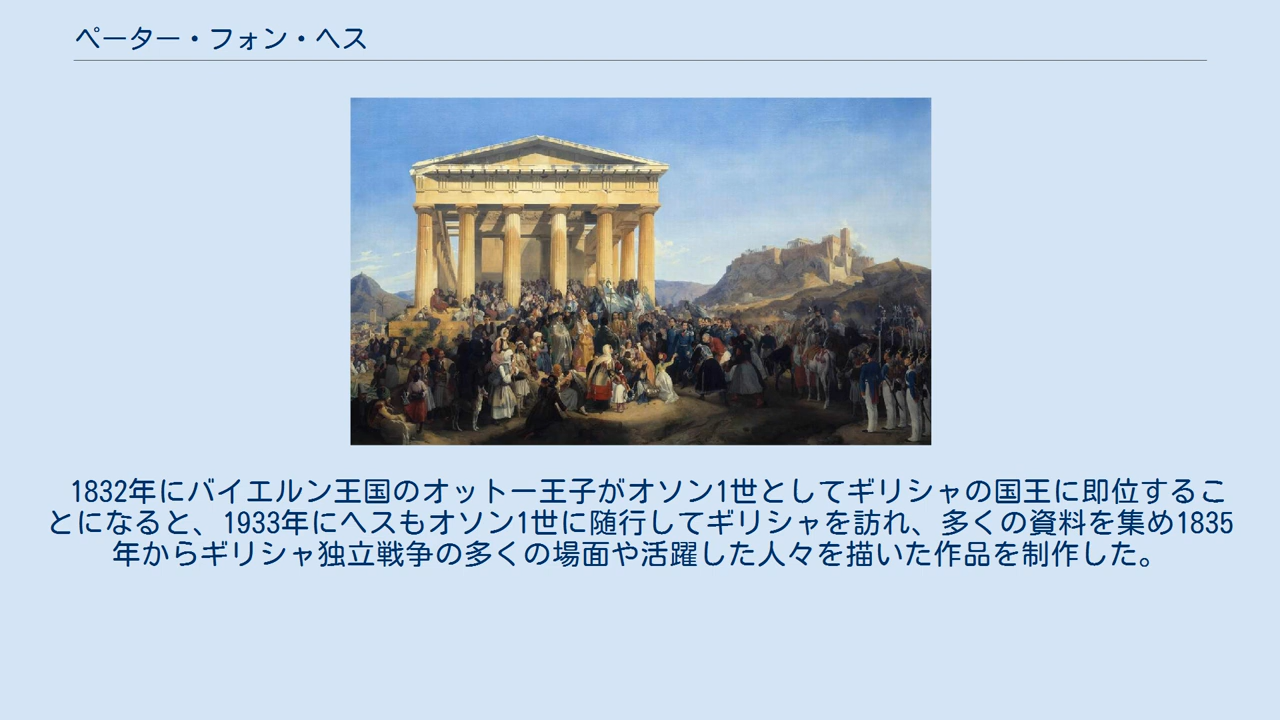 ペーター・フォン・ヘス
1832年にバイエルン王国のオットー王子がオソン1世としてギリシャの国王に即位するこ
とになると、1933年にヘスもオソン1世に随行してギリシャを訪れ、多くの資料を集め1835
年からギリシャ独立戦争の多くの場面や活躍した人々を描いた作品を制作した。